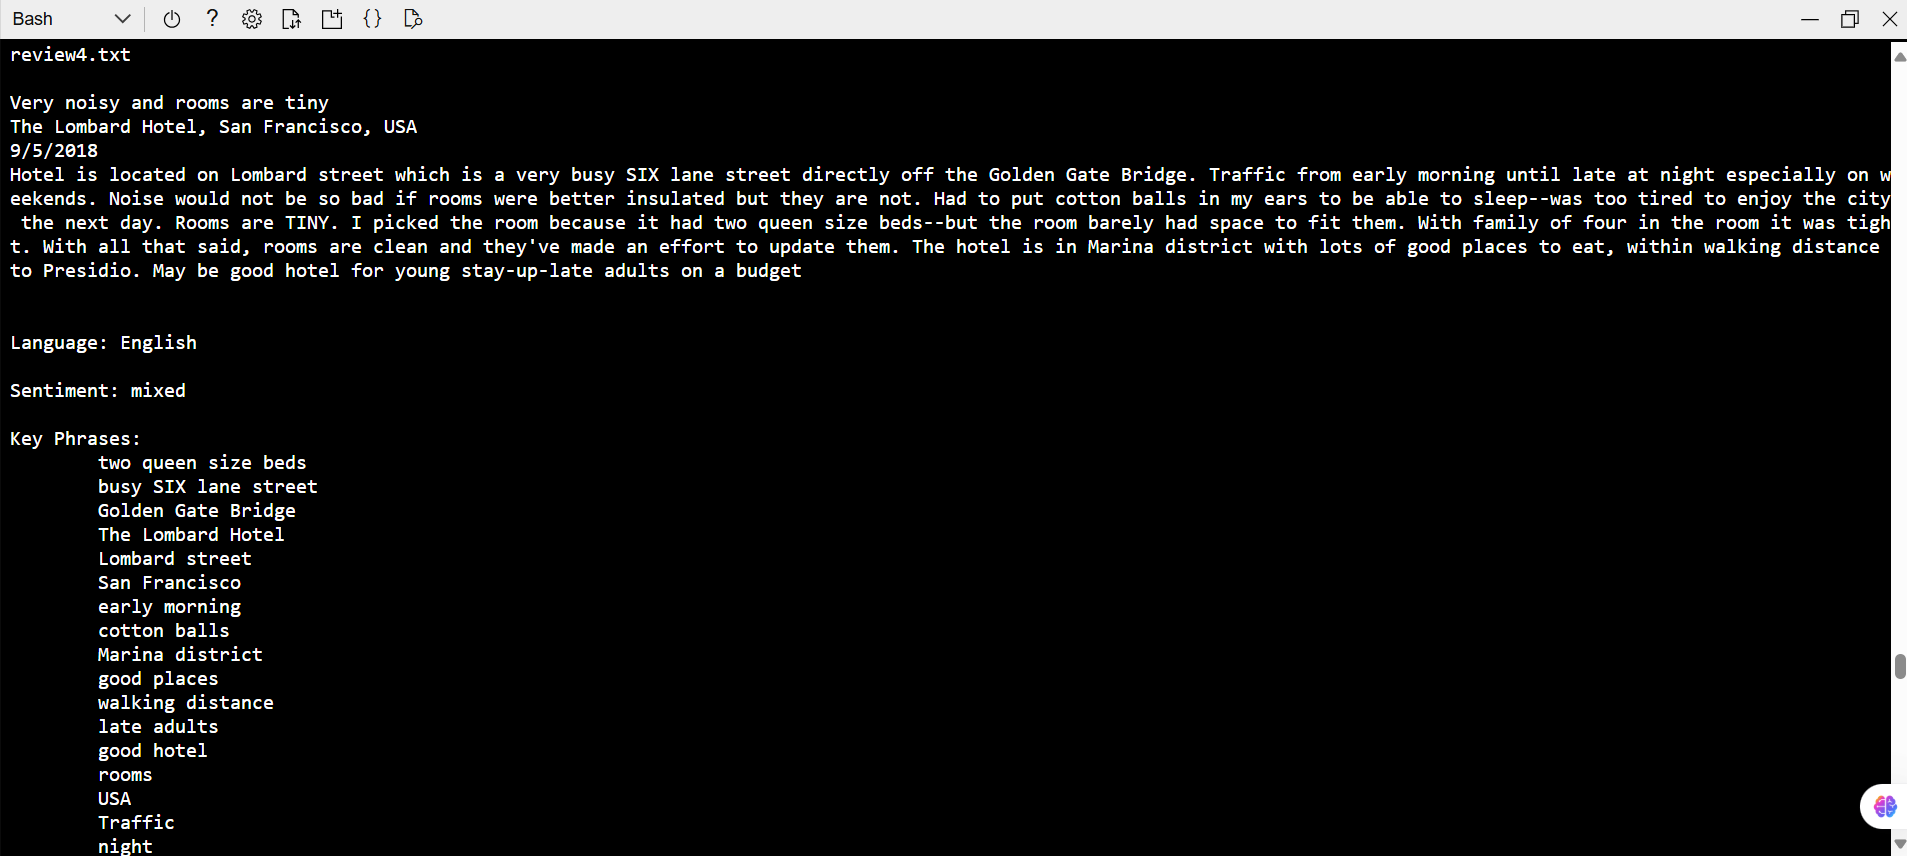 Bash
?
{}
review4.txt
Very noisy and rooms are tiny
The Lombard Hotel, San Francisco, USA
9/5/2018
Hotel is located on Lombard street which is a very busy SIX lane street directly off the Golden Gate Bridge. Traffic from early morning until late at night especially on w
eekends. Noise would not be so bad if rooms were better insulated but they are not. Had to put cotton balls in my ears to be able to sleep--was too tired to enjoy the city
the next day. Rooms are TINY. I picked the room because it had two queen size beds--but the room barely had space to fit them. With family of four in the room it was tigh
t. With all that said, rooms are clean and they've made an effort to update them. The hotel is in Marina district with lots of good places to eat, within walking distance
to Presidio. May be good hotel for young stay-up-late adults on a budget
Language: English
Sentiment: mixed
Key Phrases:
two queen size beds
busy SIX lane street
Golden Gate Bridge
The Lombard Hotel
Lombard street
San Francisco
early morning
cotton balls
Marina district
good places
walking distance
late adults
good hotel
rooms
USA
Traffic
night